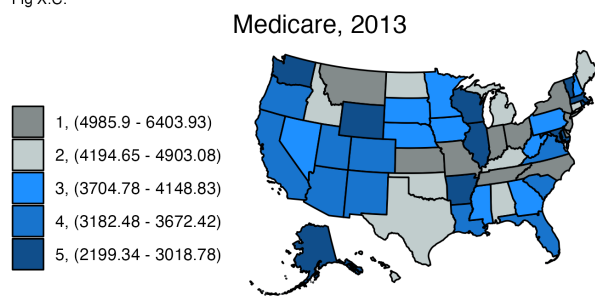 Fig X.C.
Medicare, 2013
1, (4985.9 - 6403.93)
2, (4194.65 - 4903.08)
3, (3704.78 - 4148.83)
4, (3182.48 - 3672.42)
5, (2199.34 - 3018.78)